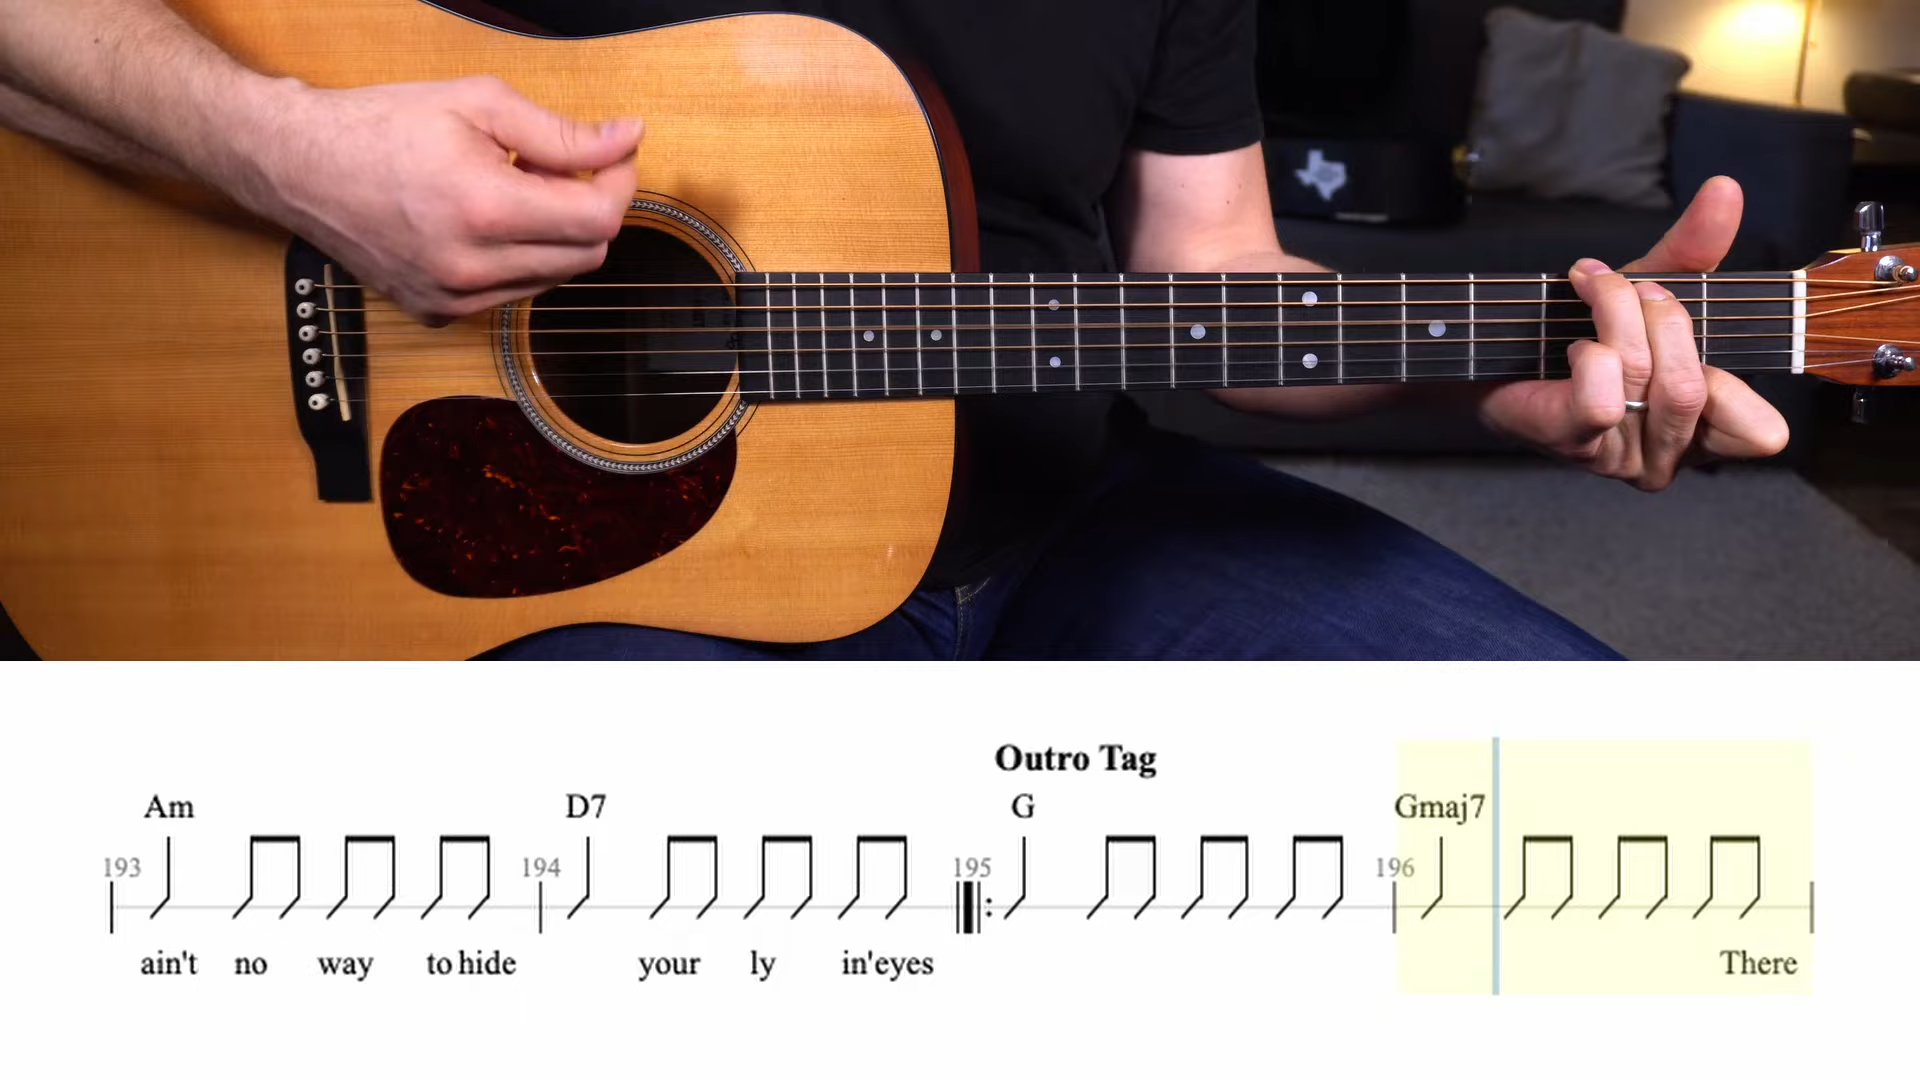 Outro Tag
Am D7 G Gmaj7
193 194 195 196
ain't no way to hide your ly in'eyes There